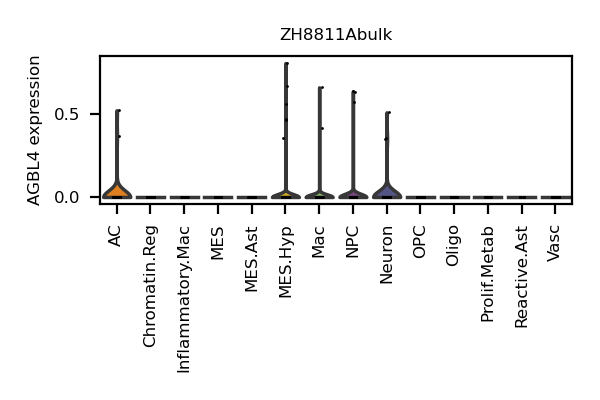 ZH8811Abulk
AGBL4 expression
0.5
0.0
AC
Chromatin.Reg
Inflammatory.Mac
MES
MES.Ast
MES.Hyp
Mac
NPC
Neuron
OPC
Oligo
Prolif.Metab
Reactive.Ast
Vasc